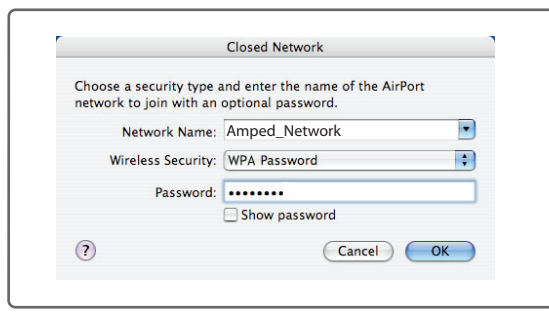 Closed Network
Choose a security type and enter the name of the AirPort
network to join with an optional password.
Network Name: Amped_Network
Wireless Security: WPA Password
Password: ••••••••
Show password
? Cancel OK